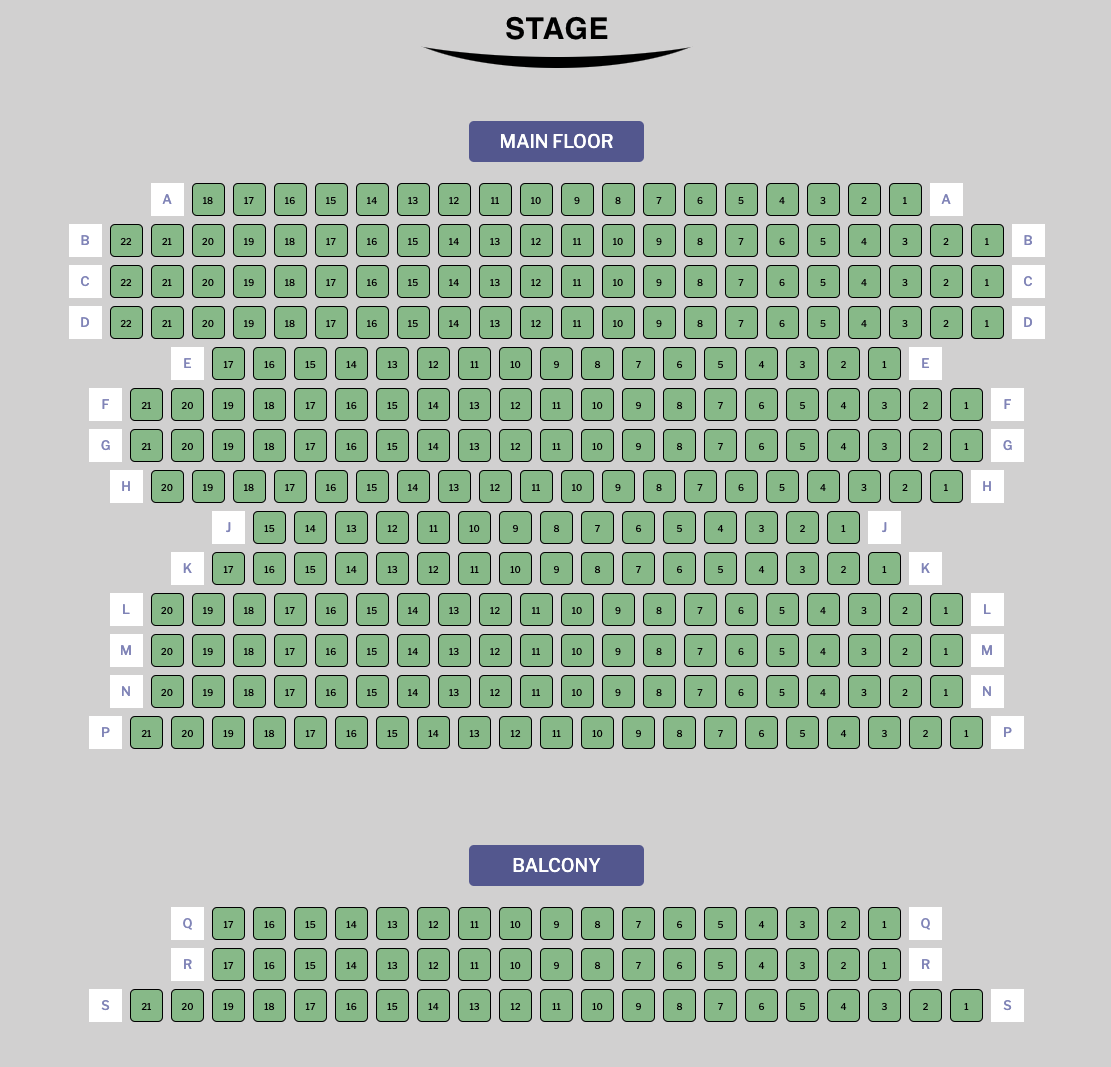 STAGE
MAIN FLOOR
A 18 17 16 15 14 13 12 11 10 9 8 7 6 5 4 3 2 1 A
B 22 21 20 19 18 17 16 15 14 13 12 11 10 9 8 7 6 5 4 3 2 1 B
C 22 21 20 19 18 17 16 15 14 13 12 11 10 9 8 7 6 5 4 3 2 1 C
D 22 21 20 19 18 17 16 15 14 13 12 11 10 9 8 7 6 5 4 3 2 1 D
E 17 16 15 14 13 12 11 10 9 8 7 6 5 4 3 2 1 E
F 21 20 19 18 17 16 15 14 13 12 11 10 9 8 7 6 5 4 3 2 1 F
G 21 20 19 18 17 16 15 14 13 12 11 10 9 8 7 6 5 4 3 2 1 G
H 20 19 18 17 16 15 14 13 12 11 10 9 8 7 6 5 4 3 2 1 H
J 15 14 13 12 11 10 9 8 7 6 5 4 3 2 1 J
K 17 16 15 14 13 12 11 10 9 8 7 6 5 4 3 2 1 K
L 20 19 18 17 16 15 14 13 12 11 10 9 8 7 6 5 4 3 2 1 L
M 20 19 18 17 16 15 14 13 12 11 10 9 8 7 6 5 4 3 2 1 M
N 20 19 18 17 16 15 14 13 12 11 10 9 8 7 6 5 4 3 2 1 N
P 21 20 19 18 17 16 15 14 13 12 11 10 9 8 7 6 5 4 3 2 1 P
BALCONY
Q 17 16 15 14 13 12 11 10 9 8 7 6 5 4 3 2 1 Q
R 17 16 15 14 13 12 11 10 9 8 7 6 5 4 3 2 1 R
S 21 20 19 18 17 16 15 14 13 12 11 10 9 8 7 6 5 4 3 2 1 S